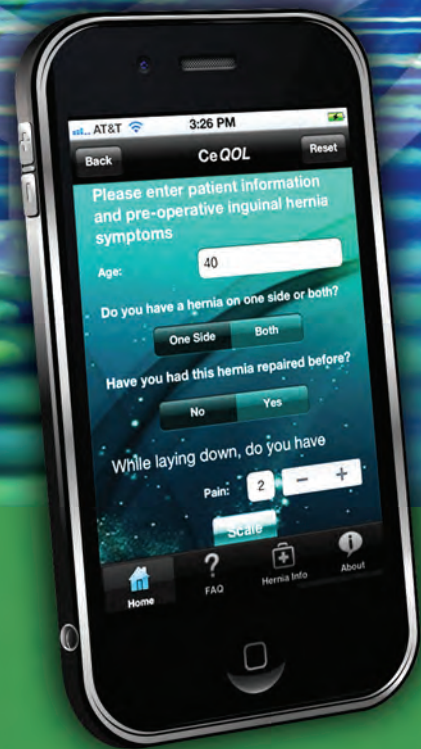 AT&T 3:26 PM
Back CeQOL Reset
Please enter patient information
and pre-operative inguinal hernia
symptoms
Age: 40
Do you have a hernia on one side or both?
One Side Both
Have you had this hernia repaired before?
No Yes
While laying down, do you have
Pain: 2 − +
Scale
Home FAQ Hernia Info About